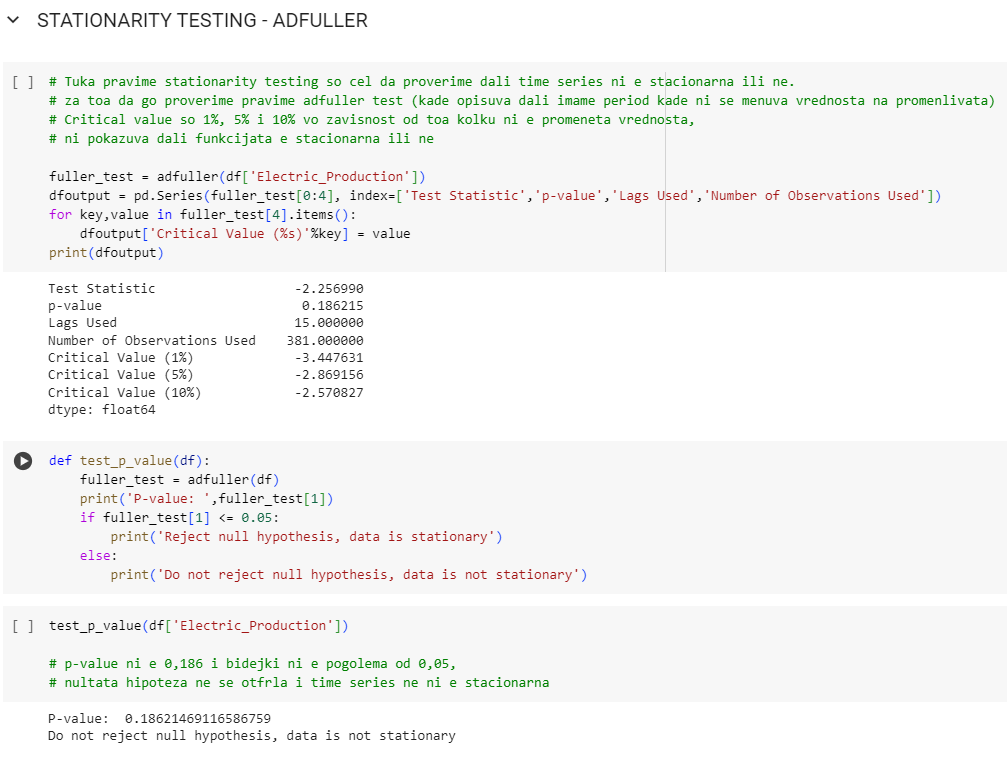 STATIONARITY TESTING - ADFULLER
[ ] # Tuka pravime stationarity testing so cel da proverime dali time series ni e stacionarna ili ne.
# za toa da go proverime pravime adfuller test (kade opisuva dali imame period kade ni se menuva vrednosta na promenlivata)
# Critical value so 1%, 5% i 10% vo zavisnost od toa kolku ni e promeneta vrednosta,
# ni pokazuva dali funkcijata e stacionarna ili ne
fuller_test = adfuller(df['Electric_Production'])
dfoutput = pd.Series(fuller_test[0:4], index=['Test Statistic','p-value','Lags Used','Number of Observations Used'])
for key,value in fuller_test[4].items():
    dfoutput['Critical Value (%s)'%key] = value
print(dfoutput)
Test Statistic                  -2.256990
p-value                          0.186215
Lags Used                       15.000000
Number of Observations Used    381.000000
Critical Value (1%)             -3.447631
Critical Value (5%)             -2.869156
Critical Value (10%)            -2.570827
dtype: float64
def test_p_value(df):
    fuller_test = adfuller(df)
    print('P-value: ',fuller_test[1])
    if fuller_test[1] <= 0.05:
        print('Reject null hypothesis, data is stationary')
    else:
        print('Do not reject null hypothesis, data is not stationary')
[ ] test_p_value(df['Electric_Production'])
# p-value ni e 0,186 i bidejki ni e pogolema od 0,05,
# nultata hipoteza ne se otfrla i time series ne ni e stacionarna
P-value:  0.18621469116586759
Do not reject null hypothesis, data is not stationary